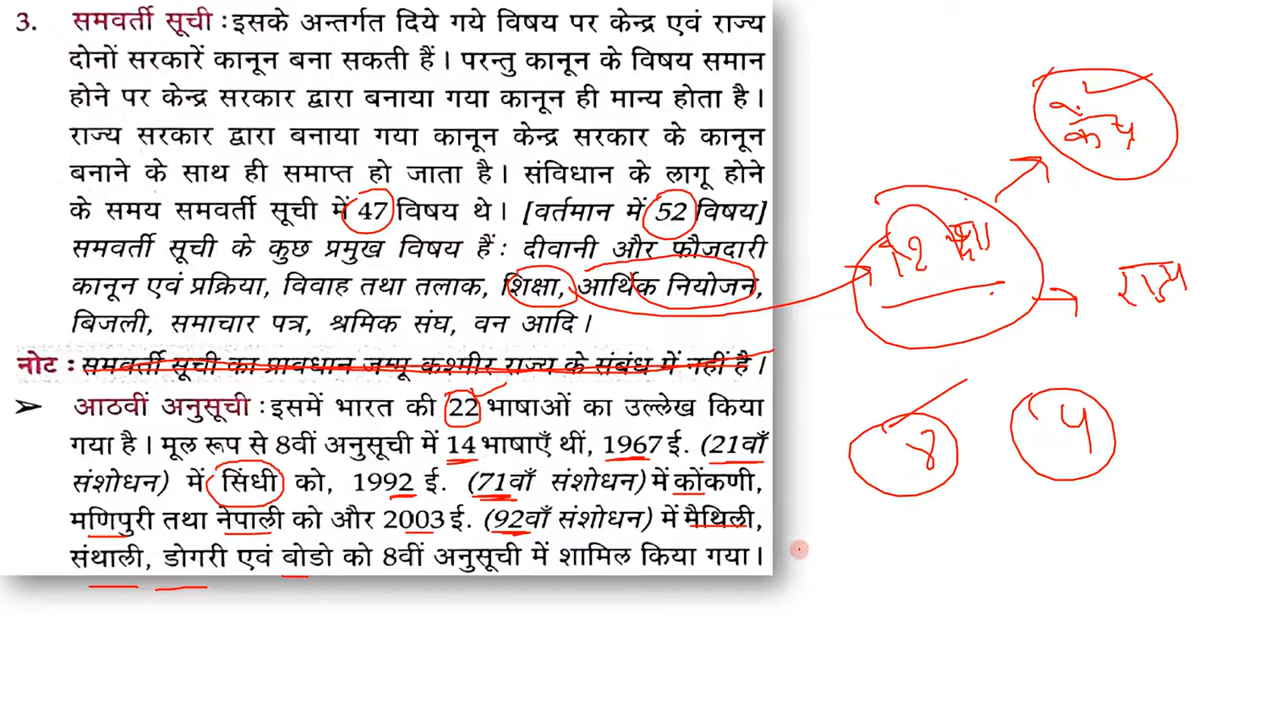 3. समवर्ती सूची : इसके अन्तर्गत दिये गये विषय पर केन्द्र एवं राज्य
दोनों सरकारें कानून बना सकती हैं। परन्तु कानून के विषय समान
होने पर केन्द्र सरकार द्वारा बनाया गया कानून ही मान्य होता है।
राज्य सरकार द्वारा बनाया गया कानून केन्द्र सरकार के कानून
बनाने के साथ ही समाप्त हो जाता है। संविधान के लागू होने
के समय समवर्ती सूची में 47 विषय थे। [वर्तमान में 52 विषय]
समवर्ती सूची के कुछ प्रमुख विषय हैं : दीवानी और फौजदारी
कानून एवं प्रक्रिया, विवाह तथा तलाक, शिक्षा, आर्थिक नियोजन,
बिजली, समाचार पत्र, श्रमिक संघ, वन आदि।
नोट : समवर्ती सूची का प्रावधान जम्मू कश्मीर राज्य के संबंध में नहीं है।
➢ आठवीं अनुसूची : इसमें भारत की 22 भाषाओं का उल्लेख किया
गया है। मूल रूप से 8वीं अनुसूची में 14 भाषाएँ थीं, 1967 ई. (21वाँ
संशोधन) में सिंधी को, 1992 ई. (71वाँ संशोधन) में कोंकणी,
मणिपुरी तथा नेपाली को और 2003 ई. (92वाँ संशोधन) में मैथिली,
संथाली, डोगरी एवं बोडो को 8वीं अनुसूची में शामिल किया गया।
राज्य